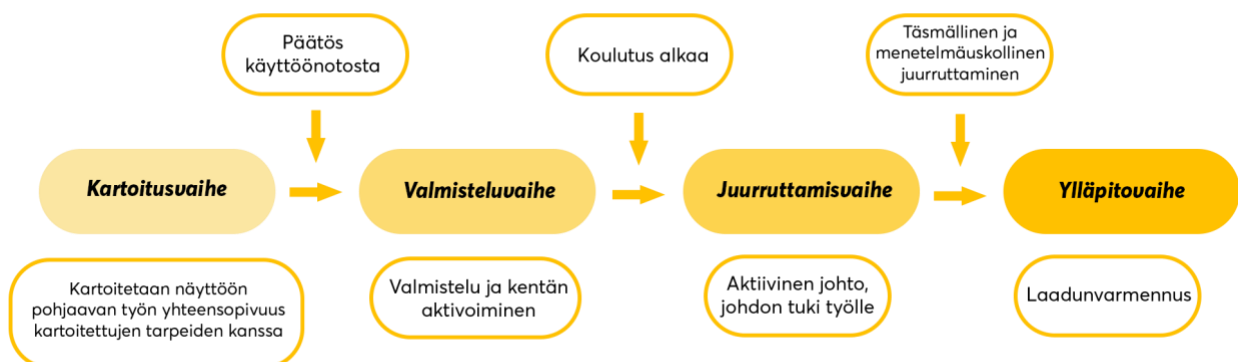 Päätös
käyttöönotosta
Koulutus alkaa
Täsmällinen ja
menetelmäuskollinen
juurruttaminen
Kartoitusvaihe
Valmisteluvaihe
Juurruttamisvaihe
Ylläpitovaihe
Kartoitetaan näyttöön
pohjaavan työn yhteensopivuus
kartoitettujen tarpeiden kanssa
Valmistelu ja kentän
aktivoiminen
Aktiivinen johto,
johdon tuki työlle
Laadunvarmennus